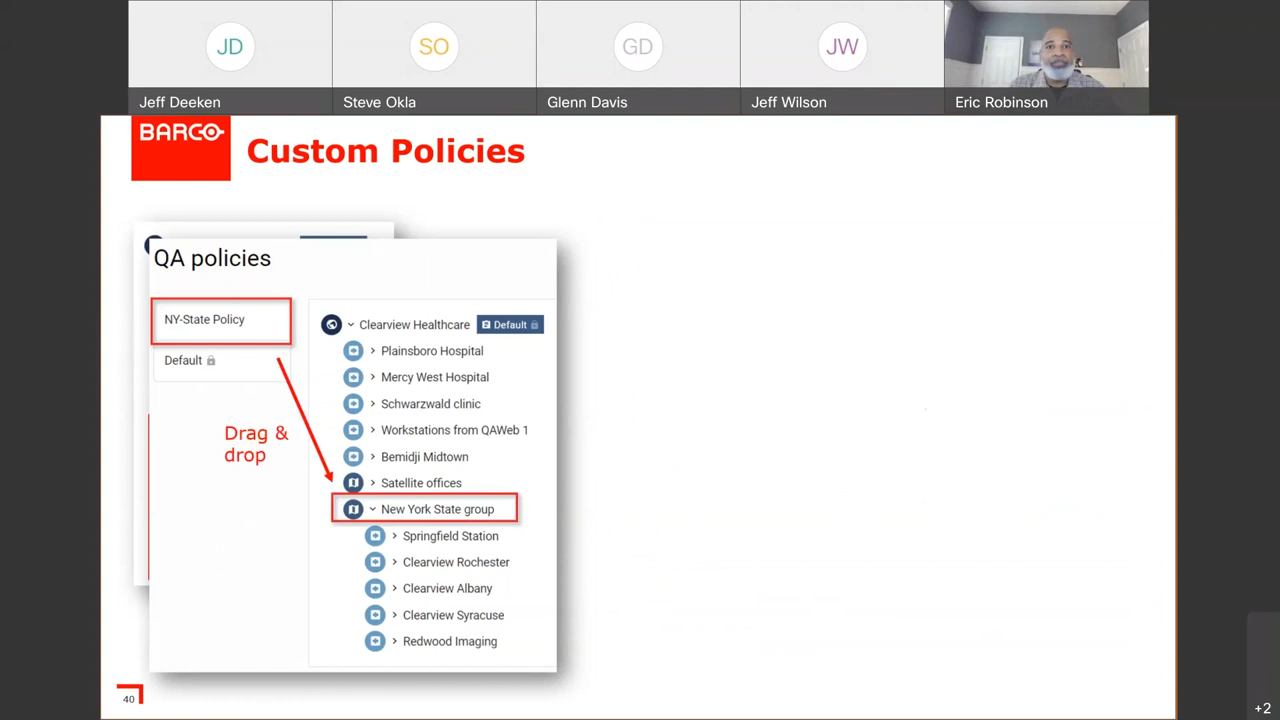 JD
SO
GD
JW
Jeff Deeken
Steve Okla
Glenn Davis
Jeff Wilson
Eric Robinson
BARCO
Custom Policies
QA policies
NY-State Policy
Default
Drag &
drop
Clearview Healthcare
Default
Plainsboro Hospital
Mercy West Hospital
Schwarzwald clinic
Workstations from QAWeb 1
Bemidji Midtown
Satellite offices
New York State group
Springfield Station
Clearview Rochester
Clearview Albany
Clearview Syracuse
Redwood Imaging
40
+2